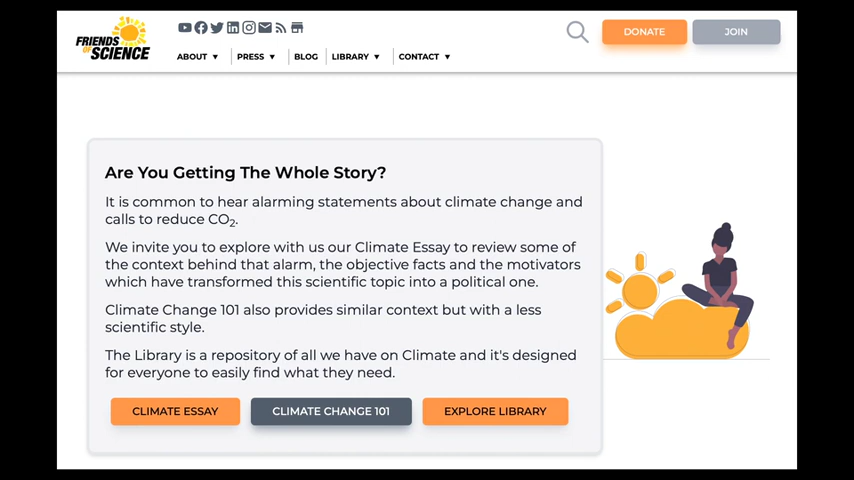 FRIENDS
OF
SCIENCE
DONATE
JOIN
ABOUT ▼
PRESS ▼
BLOG
LIBRARY ▼
CONTACT ▼
Are You Getting The Whole Story?
It is common to hear alarming statements about climate change and
calls to reduce CO₂.
We invite you to explore with us our Climate Essay to review some of
the context behind that alarm, the objective facts and the motivators
which have transformed this scientific topic into a political one.
Climate Change 101 also provides similar context but with a less
scientific style.
The Library is a repository of all we have on Climate and it's designed
for everyone to easily find what they need.
CLIMATE ESSAY
CLIMATE CHANGE 101
EXPLORE LIBRARY